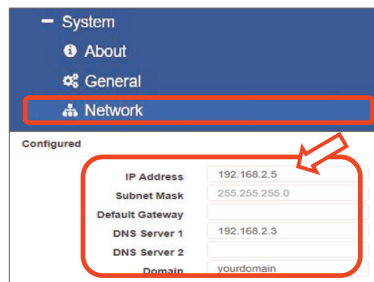 System
About
General
Network
Configured
IP Address 192.168.2.5
Subnet Mask 255.255.255.0
Default Gateway
DNS Server 1 192.168.2.3
DNS Server 2
Domain yourdomain